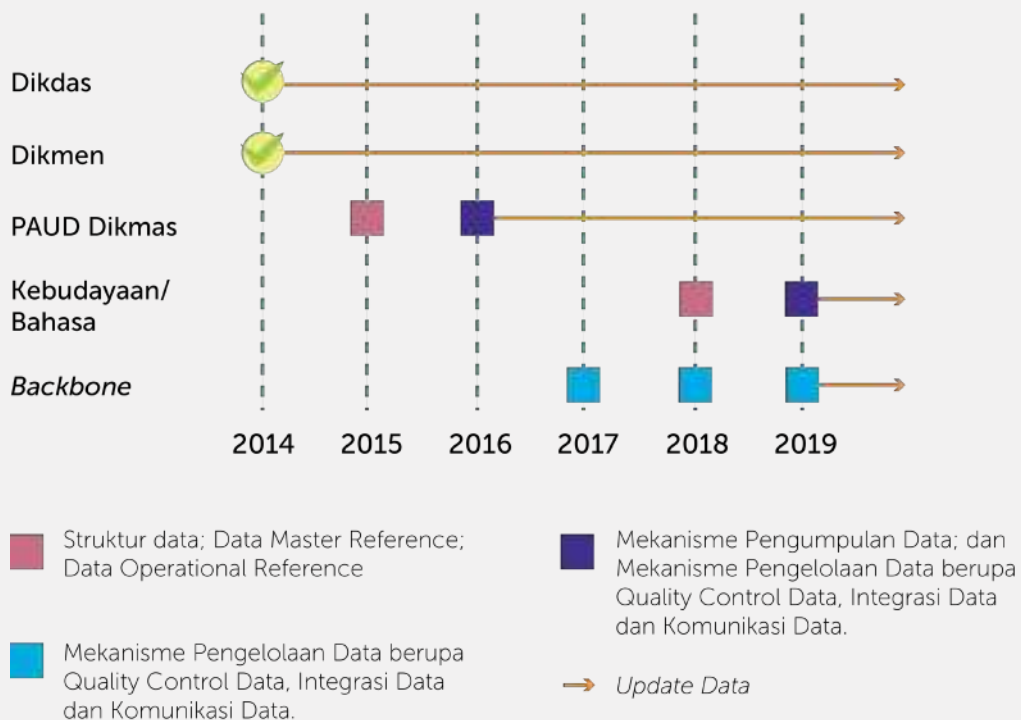 Dikdas
Dikmen
PAUD Dikmas
Kebudayaan/
Bahasa
Backbone
2014 2015 2016 2017 2018 2019
Struktur data; Data Master Reference;
Data Operational Reference
Mekanisme Pengelolaan Data berupa
Quality Control Data, Integrasi Data
dan Komunikasi Data.
Mekanisme Pengumpulan Data; dan
Mekanisme Pengelolaan Data berupa
Quality Control Data, Integrasi Data
dan Komunikasi Data.
Update Data